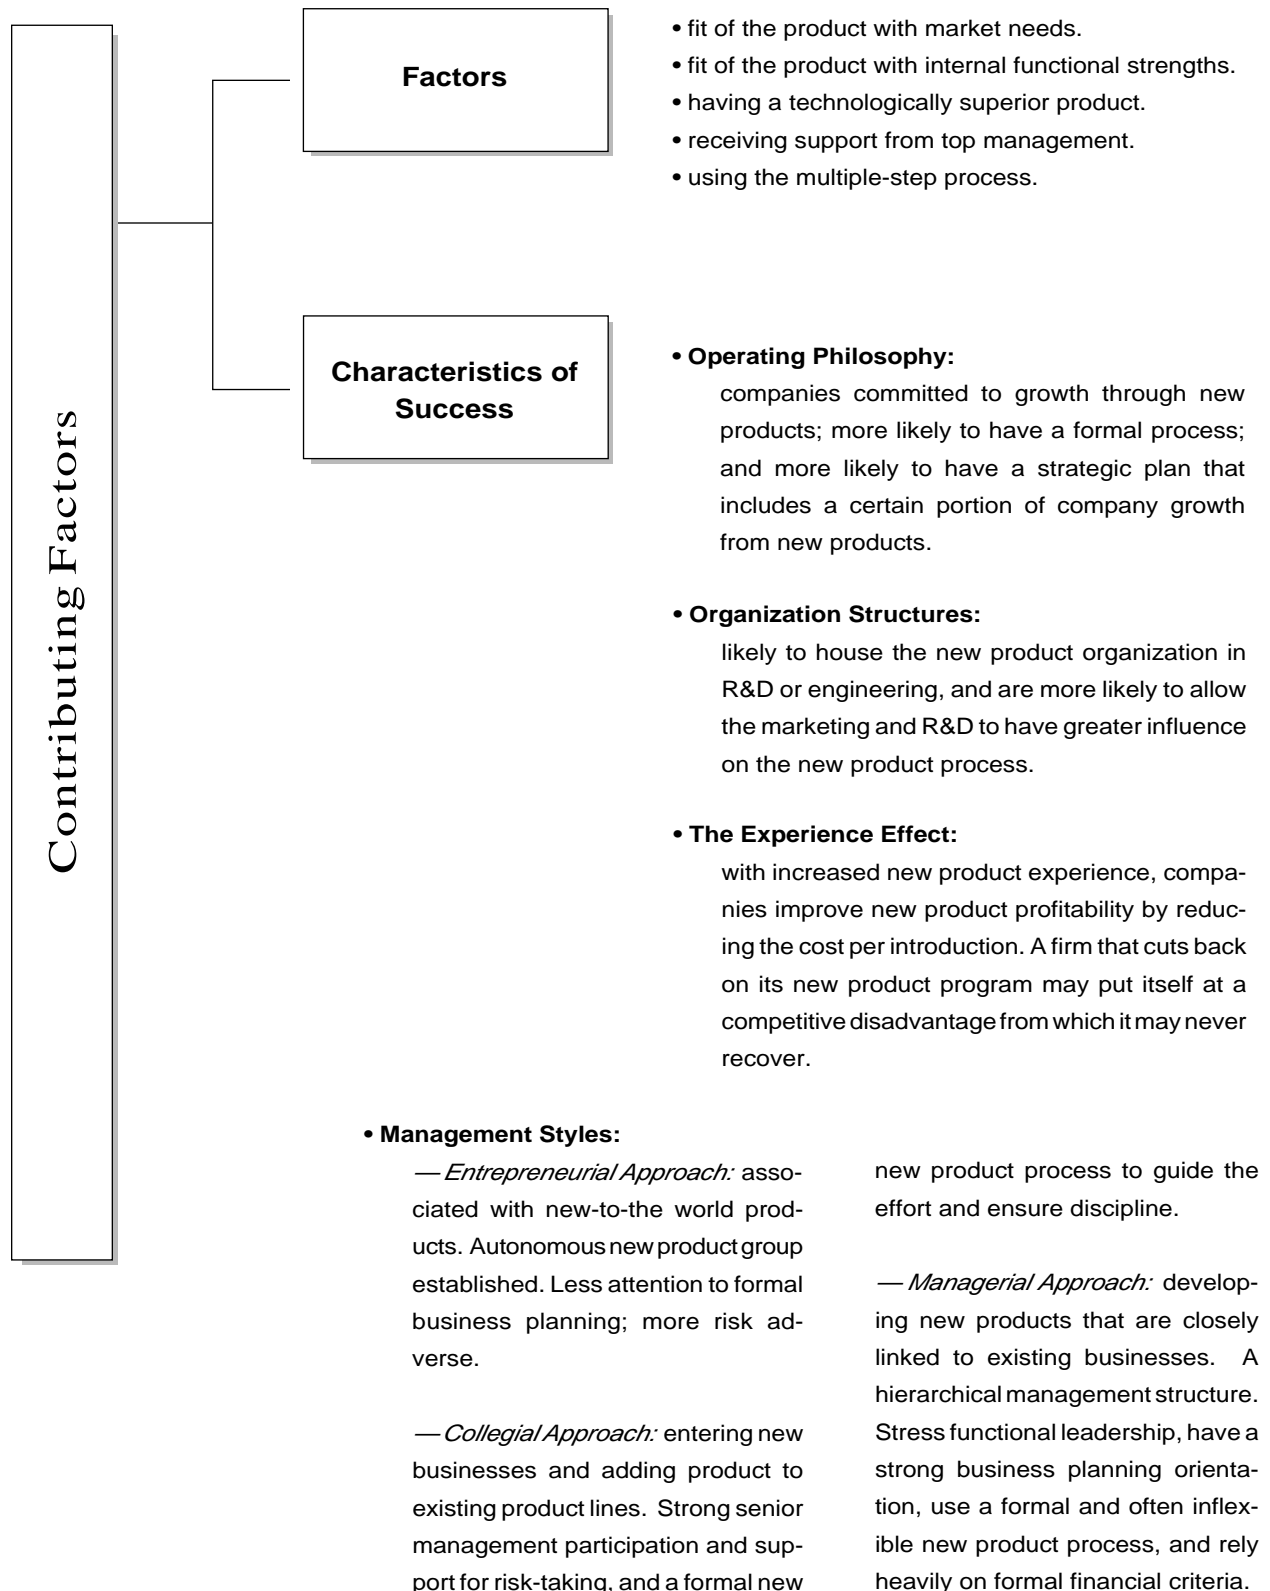 Contributing Factors
Factors
• fit of the product with market needs.
• fit of the product with internal functional strengths.
• having a technologically superior product.
• receiving support from top management.
• using the multiple-step process.
Characteristics of
Success
• Operating Philosophy:
companies committed to growth through new
products; more likely to have a formal process;
and more likely to have a strategic plan that
includes a certain portion of company growth
from new products.
• Organization Structures:
likely to house the new product organization in
R&D or engineering, and are more likely to allow
the marketing and R&D to have greater influence
on the new product process.
• The Experience Effect:
with increased new product experience, compa-
nies improve new product profitability by reduc-
ing the cost per introduction. A firm that cuts back
on its new product program may put itself at a
competitive disadvantage from which it may never
recover.
• Management Styles:
— Entrepreneurial Approach: asso-
ciated with new-to-the world prod-
ucts. Autonomous new product group
established. Less attention to formal
business planning; more risk ad-
verse.
— Collegial Approach: entering new
businesses and adding product to
existing product lines. Strong senior
management participation and sup-
port for risk-taking, and a formal new
new product process to guide the
effort and ensure discipline.
— Managerial Approach: develop-
ing new products that are closely
linked to existing businesses. A
hierarchical management structure.
Stress functional leadership, have a
strong business planning orienta-
tion, use a formal and often inflex-
ible new product process, and rely
heavily on formal financial criteria.